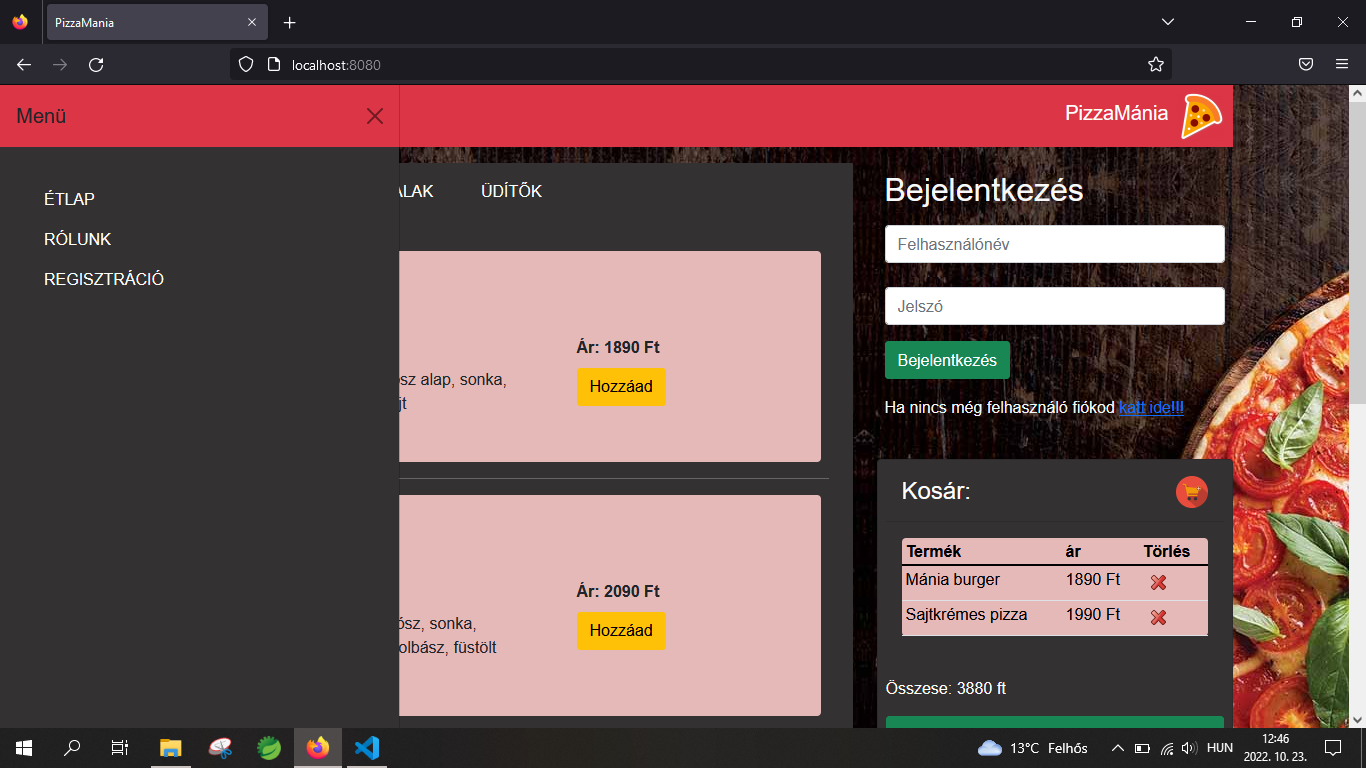 PizzaMania
localhost:8080
Menü
PizzaMánia
ÉTLAP
RÓLUNK
REGISZTRÁCIÓ
ALAK ÜDÍTŐK
Ár: 1890 Ft
ősz alap, sonka,
jt
Hozzáad
Ár: 2090 Ft
ósz, sonka,
olbász, füstölt
Hozzáad
Bejelentkezés
Felhasználónév
Jelszó
Bejelentkezés
Ha nincs még felhasználó fiókod katt ide!!!
Kosár:
Termék ár Törlés
Mánia burger 1890 Ft
Sajtkrémes pizza 1990 Ft
Összese: 3880 ft
13°C Felhős
HUN
12:46
2022. 10. 23.